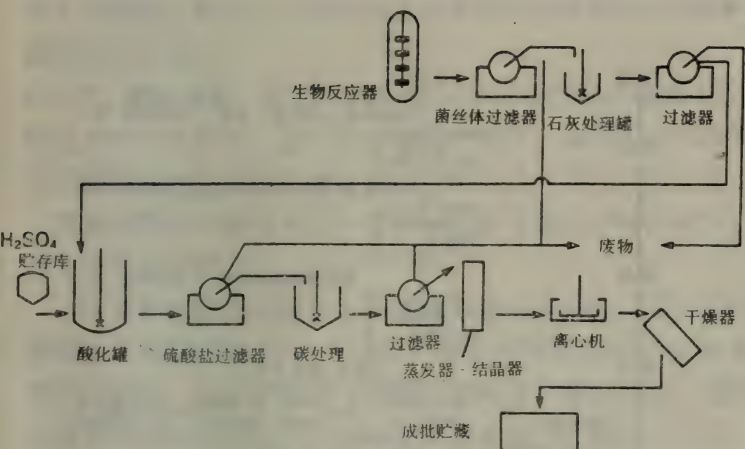 生物反应器
菌丝体过滤器
石灰处理罐
过滤器
H₂SO₄
贮存库
废物
酸化罐
硫酸盐过滤器
碳处理
过滤器
蒸发器·结晶器
离心机
干燥器
成批贮藏